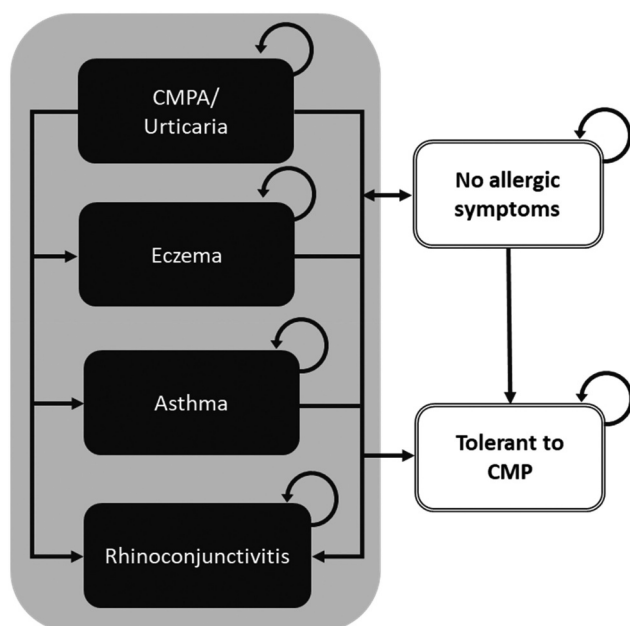 CMPA/
Urticaria
Eczema
Asthma
Rhinoconjunctivitis
No allergic
symptoms
Tolerant to
CMP